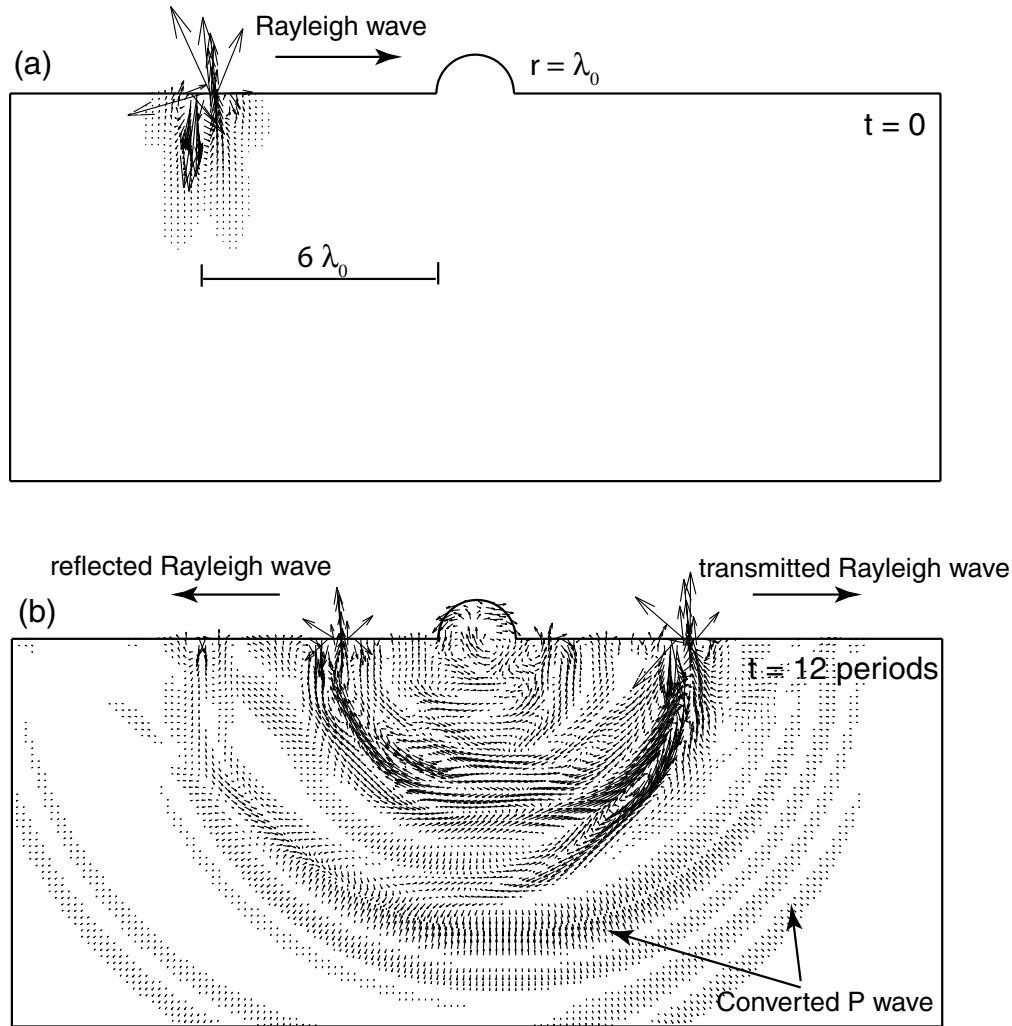 Rayleigh wave
(a)
r = λ₀
t = 0
6 λ₀
reflected Rayleigh wave
transmitted Rayleigh wave
(b)
t = 12 periods
Converted P wave